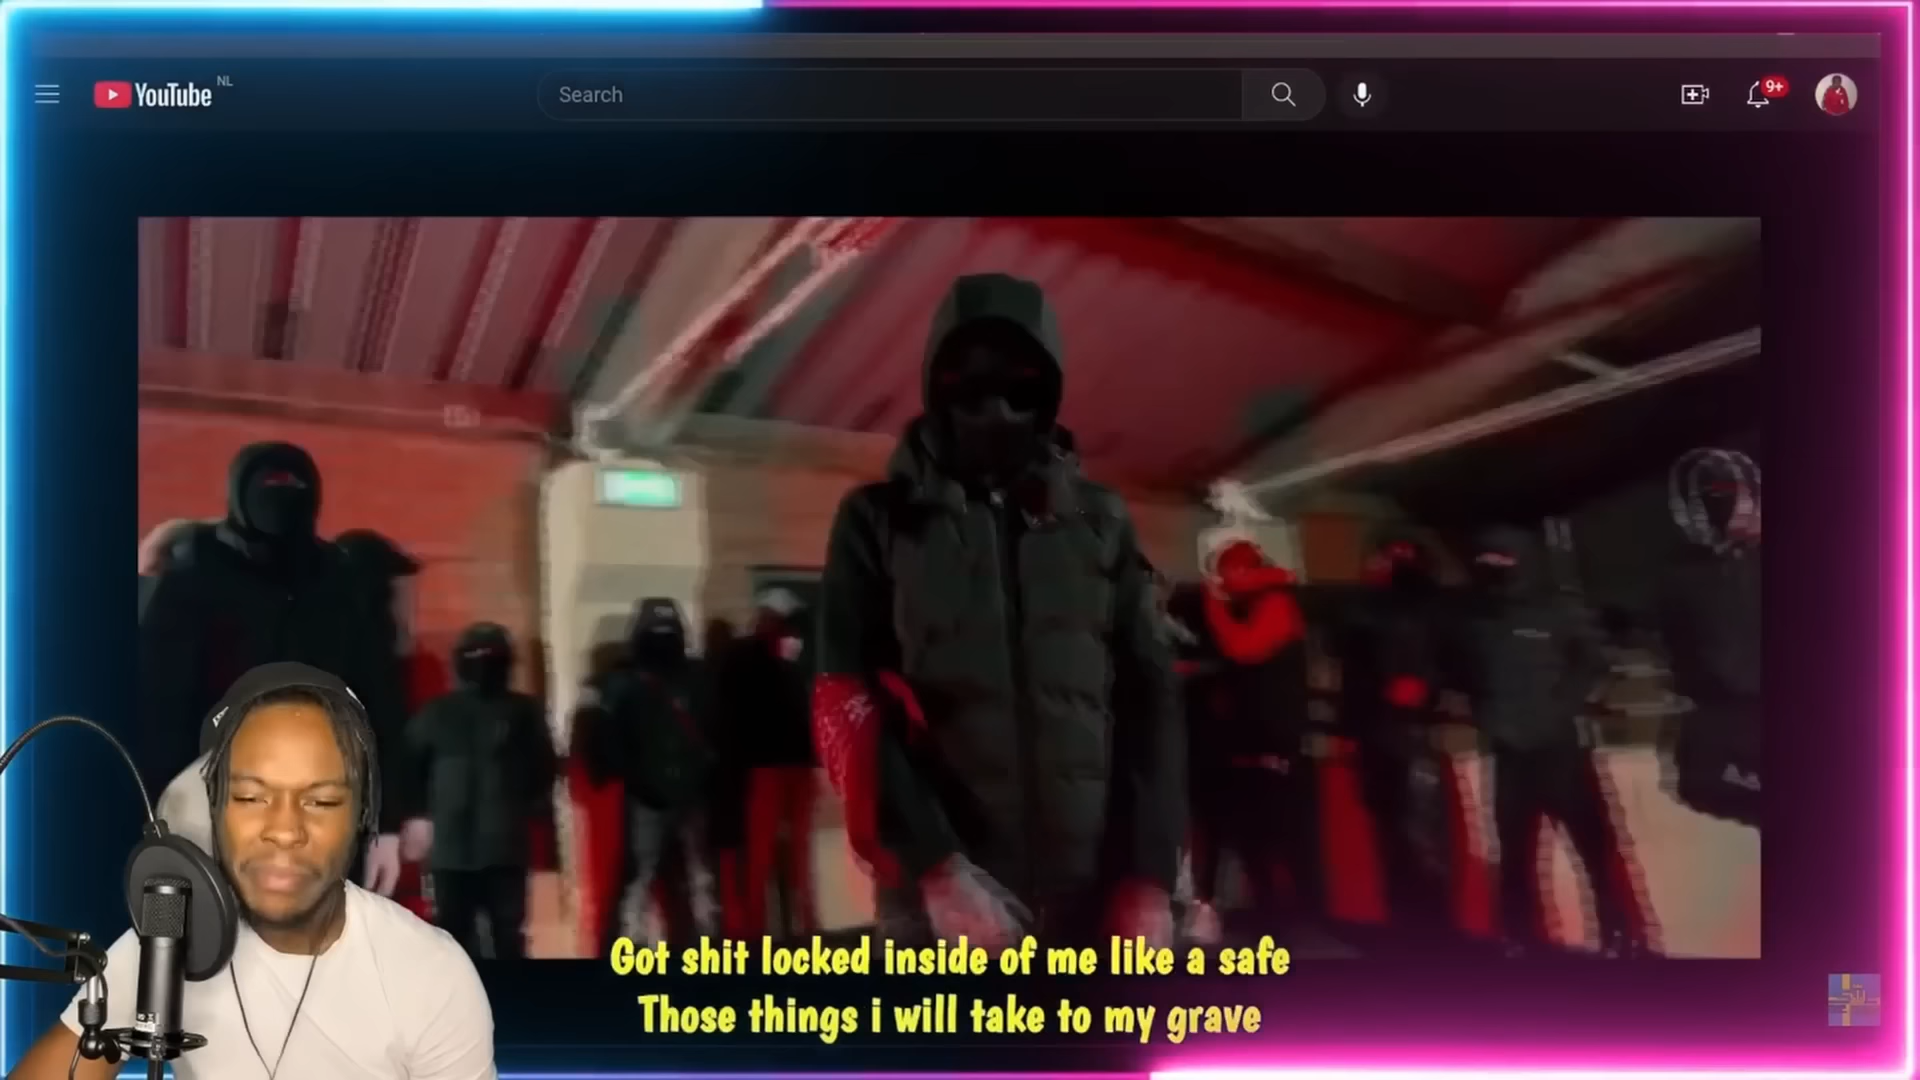 YouTube NL
Search
9+
Got shit locked inside of me like a safe
Those things i will take to my grave